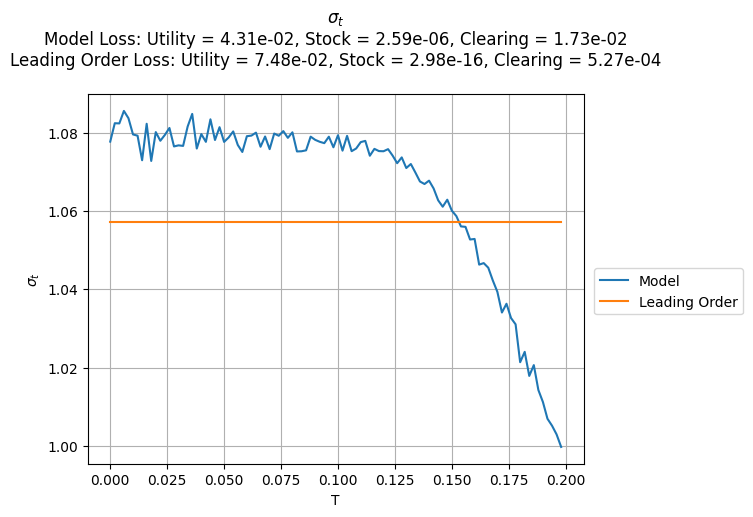 σₜ
Model Loss: Utility = 4.31e-02, Stock = 2.59e-06, Clearing = 1.73e-02
Leading Order Loss: Utility = 7.48e-02, Stock = 2.98e-16, Clearing = 5.27e-04
1.08
1.06
1.04
1.02
1.00
σₜ
0.000 0.025 0.050 0.075 0.100 0.125 0.150 0.175 0.200
T
Model
Leading Order